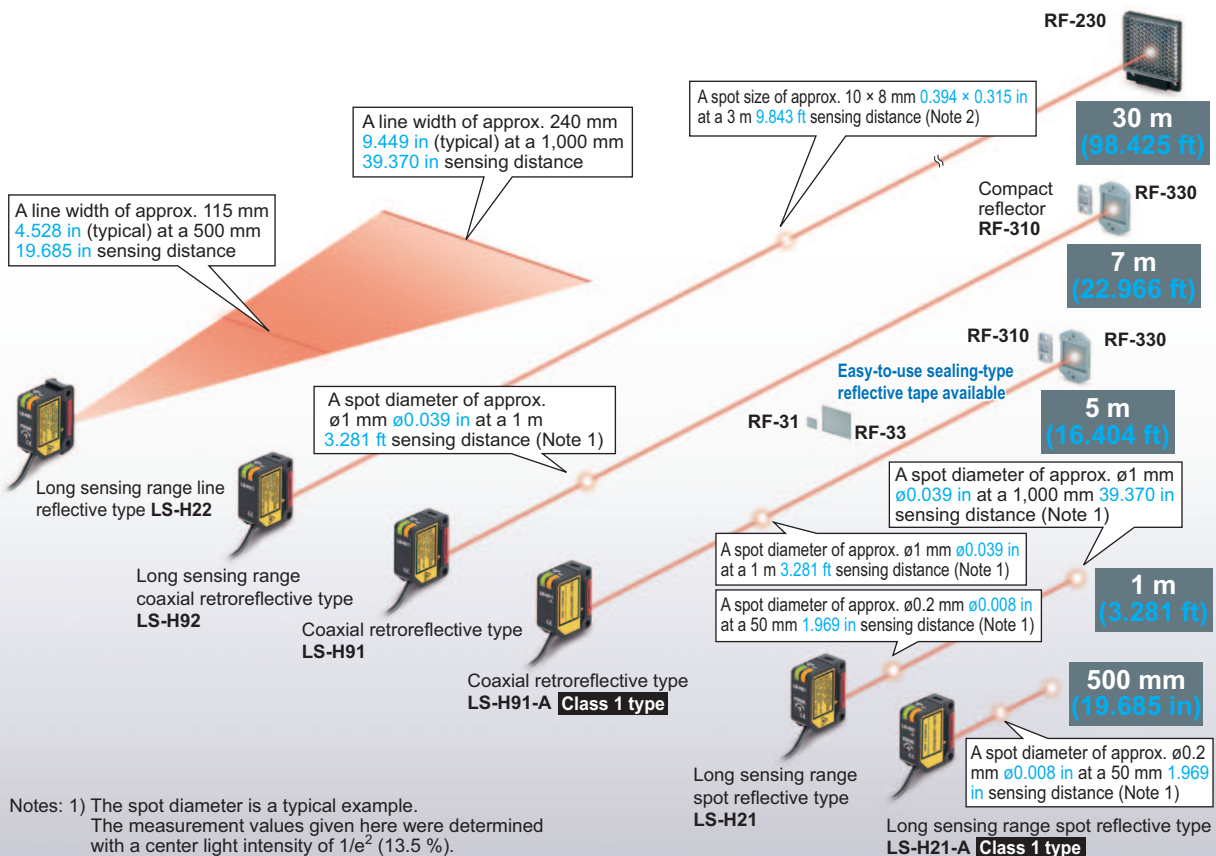 RF-230
A spot size of approx. 10 × 8 mm 0.394 × 0.315 in
at a 3 m 9.843 ft sensing distance (Note 2)
30 m
(98.425 ft)
A line width of approx. 240 mm
9.449 in (typical) at a 1,000 mm
39.370 in sensing distance
A line width of approx. 115 mm
4.528 in (typical) at a 500 mm
19.685 in sensing distance
Compact
reflector
RF-310
RF-330
7 m
(22.966 ft)
RF-310
RF-330
Easy-to-use sealing-type
reflective tape available
RF-31
RF-33
5 m
(16.404 ft)
A spot diameter of approx.
ø1 mm ø0.039 in at a 1 m
3.281 ft sensing distance (Note 1)
Long sensing range line
reflective type LS-H22
Long sensing range
coaxial retroreflective type
LS-H92
Coaxial retroreflective type
LS-H91
Coaxial retroreflective type
LS-H91-A Class 1 type
A spot diameter of approx. ø1 mm
ø0.039 in at a 1,000 mm 39.370 in
sensing distance (Note 1)
A spot diameter of approx. ø1 mm ø0.039 in
at a 1 m 3.281 ft sensing distance (Note 1)
A spot diameter of approx. ø0.2 mm ø0.008 in
at a 50 mm 1.969 in sensing distance (Note 1)
1 m
(3.281 ft)
500 mm
(19.685 in)
A spot diameter of approx. ø0.2
mm ø0.008 in at a 50 mm 1.969
in sensing distance (Note 1)
Long sensing range
spot reflective type
LS-H21
Long sensing range spot reflective type
LS-H21-A Class 1 type
Notes: 1) The spot diameter is a typical example.
The measurement values given here were determined
with a center light intensity of 1/e² (13.5 %).